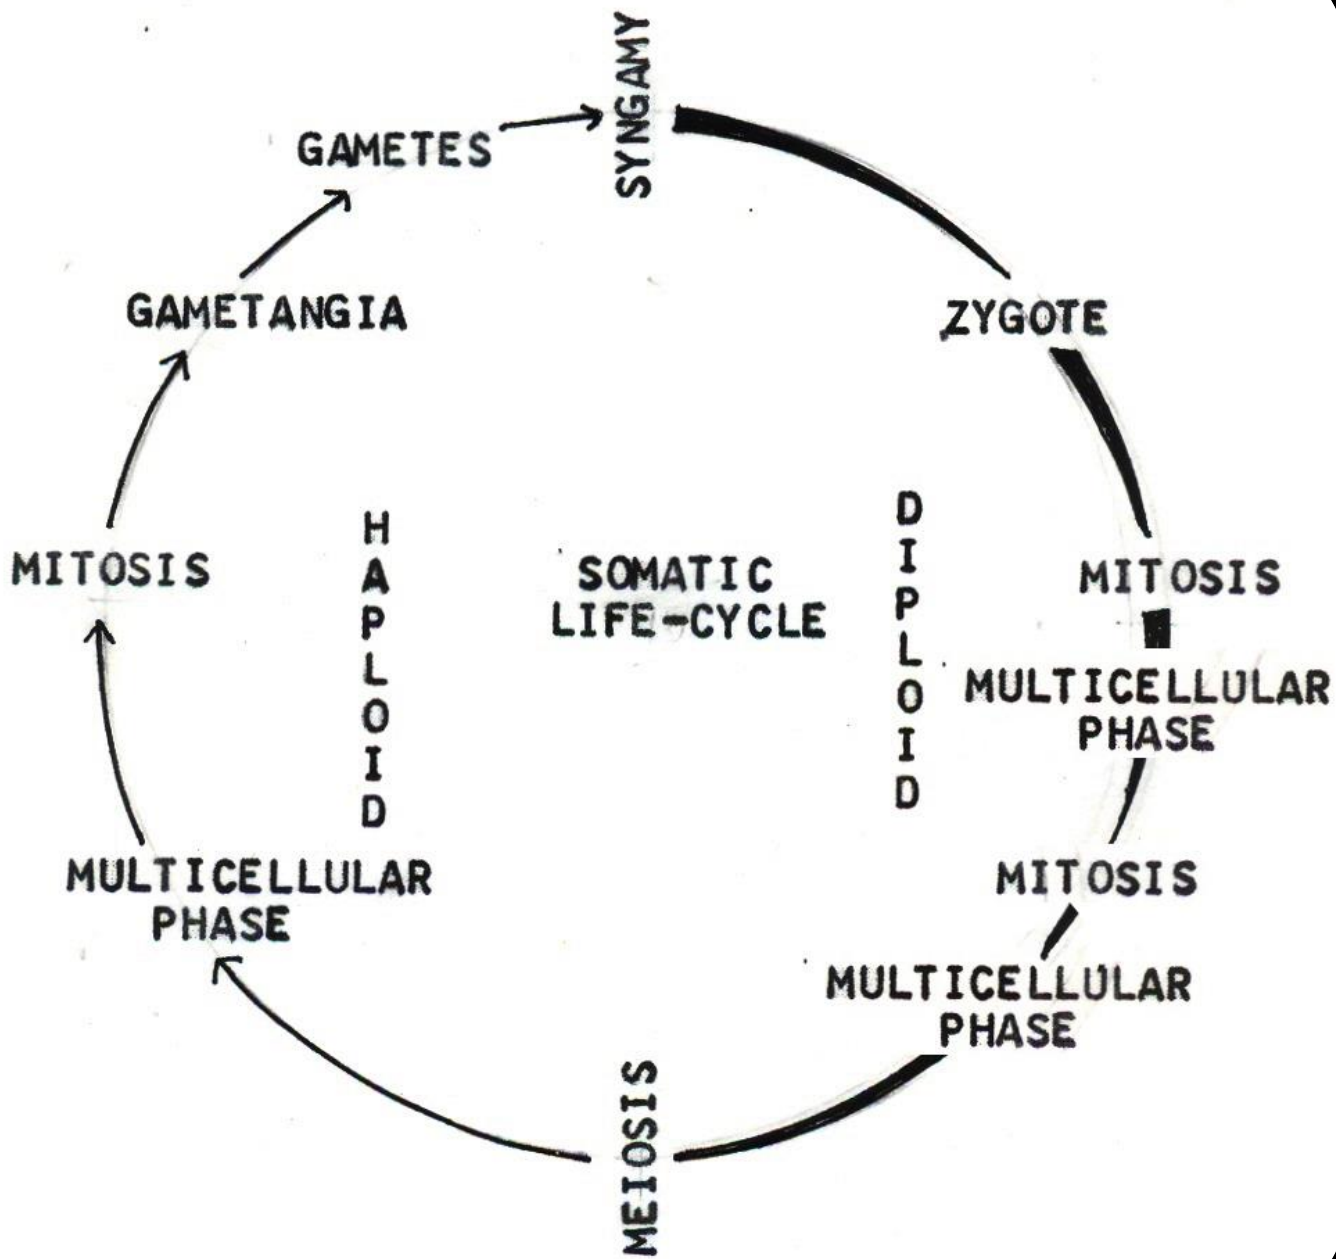 SYNGAMY
GAMETES
GAMETANGIA
ZYGOTE
HAPLOID
SOMATIC
LIFE-CYCLE
DIPLOID
MITOSIS
MITOSIS
MULTICELLULAR
PHASE
MULTICELLULAR
PHASE
MITOSIS
MULTICELLULAR
PHASE
MEIOSIS